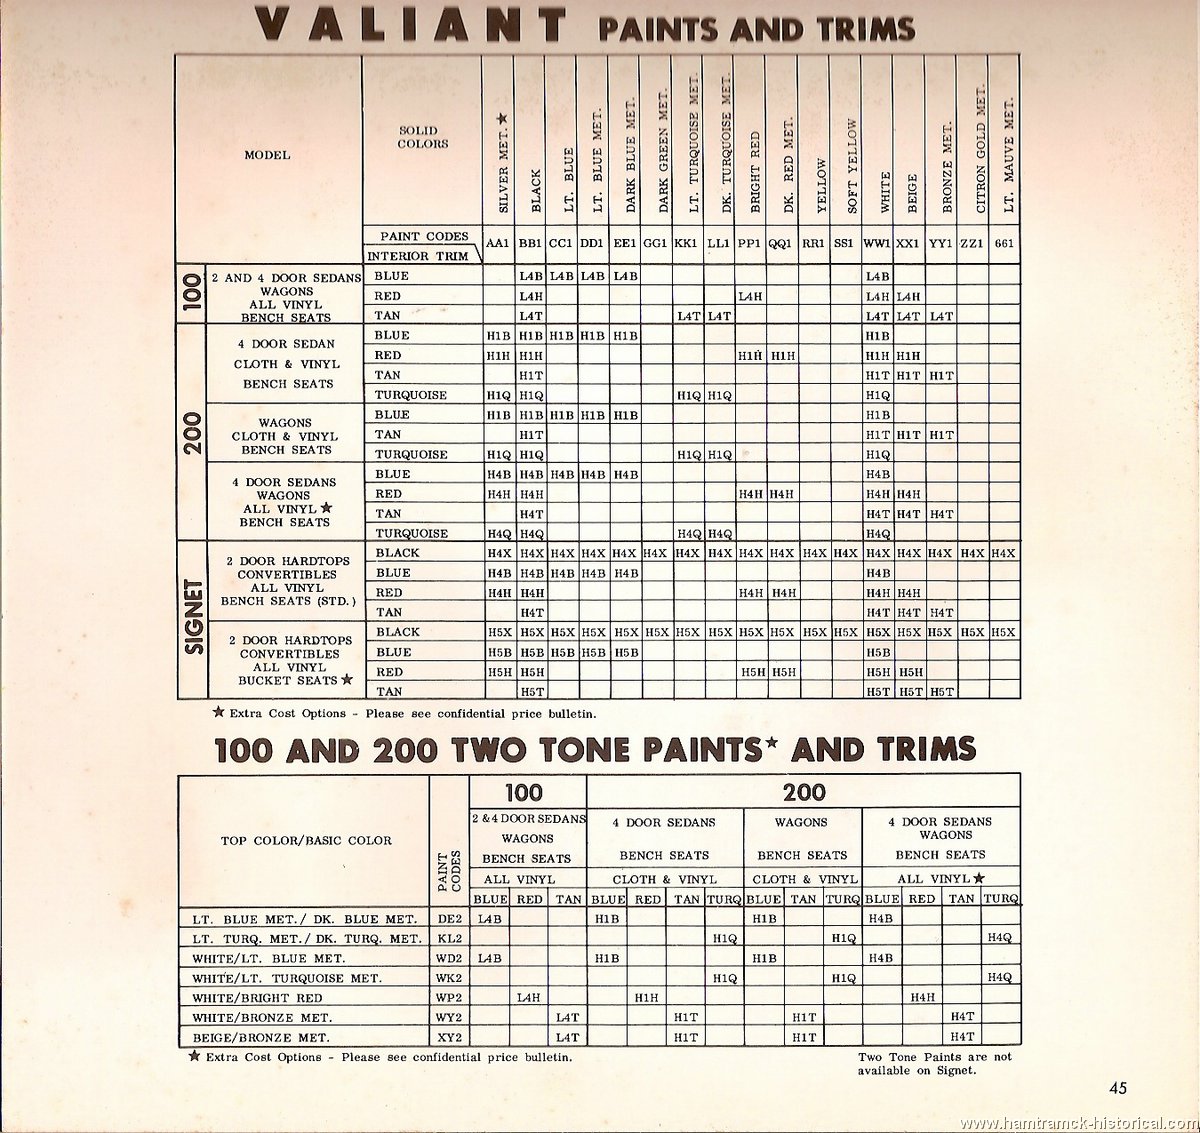 VALIANT PAINTS AND TRIMS
MODEL
SOLID
COLORS
SILVER MET.★
BLACK
LT. BLUE
LT. BLUE MET.
DARK BLUE MET.
DARK GREEN MET.
LT. TURQUOISE MET.
DK. TURQUOISE MET.
BRIGHT RED
DK. RED MET.
YELLOW
SOFT YELLOW
WHITE
BEIGE
BRONZE MET.
CITRON GOLD MET.
LT. MAUVE MET.
PAINT CODES
INTERIOR TRIM
AA1 BB1 CC1 DD1 EE1 GG1 KK1 LL1 PP1 QQ1 RR1 SS1 WW1 XX1 YY1 ZZ1 661
100
2 AND 4 DOOR SEDANS
WAGONS
ALL VINYL
BENCH SEATS
BLUE L4B L4B L4B L4B L4B
RED L4H L4H L4H L4H
TAN L4T L4T L4T L4T L4T L4T
200
4 DOOR SEDAN
CLOTH & VINYL
BENCH SEATS
BLUE H1B H1B H1B H1B H1B H1B
RED H1H H1H H1H H1H H1H H1H
TAN H1T H1T H1T H1T
TURQUOISE H1Q H1Q H1Q H1Q H1Q
WAGONS
CLOTH & VINYL
BENCH SEATS
BLUE H1B H1B H1B H1B H1B H1B
TAN H1T H1T H1T H1T
TURQUOISE H1Q H1Q H1Q H1Q H1Q
4 DOOR SEDANS
WAGONS
ALL VINYL★
BENCH SEATS
BLUE H4B H4B H4B H4B H4B H4B
RED H4H H4H H4H H4H H4H H4H
TAN H4T H4T H4T H4T
TURQUOISE H4Q H4Q H4Q H4Q H4Q
SIGNET
2 DOOR HARDTOPS
CONVERTIBLES
ALL VINYL
BENCH SEATS (STD.)
BLACK H4X H4X H4X H4X H4X H4X H4X H4X H4X H4X H4X H4X H4X H4X H4X H4X H4X
BLUE H4B H4B H4B H4B H4B H4B
RED H4H H4H H4H H4H H4H H4H
TAN H4T H4T H4T H4T
2 DOOR HARDTOPS
CONVERTIBLES
ALL VINYL
BUCKET SEATS★
BLACK H5X H5X H5X H5X H5X H5X H5X H5X H5X H5X H5X H5X H5X H5X H5X H5X H5X
BLUE H5B H5B H5B H5B H5B H5B
RED H5H H5H H5H H5H H5H H5H
TAN H5T H5T H5T H5T
★ Extra Cost Options - Please see confidential price bulletin.
100 AND 200 TWO TONE PAINTS★ AND TRIMS
TOP COLOR/BASIC COLOR
PAINT
CODES
100 200
2 & 4 DOOR SEDANS
WAGONS
BENCH SEATS
ALL VINYL
4 DOOR SEDANS
BENCH SEATS
CLOTH & VINYL
WAGONS
BENCH SEATS
CLOTH & VINYL
4 DOOR SEDANS
WAGONS
BENCH SEATS
ALL VINYL★
BLUE RED TAN BLUE RED TAN TURQ BLUE TAN TURQ BLUE RED TAN TURQ
LT. BLUE MET./ DK. BLUE MET. DE2 L4B H1B H1B H4B
LT. TURQ. MET./ DK. TURQ. MET. KL2 H1Q H1Q H4Q
WHITE/LT. BLUE MET. WD2 L4B H1B H1B H4B
WHITE/LT. TURQUOISE MET. WK2 H1Q H1Q H4Q
WHITE/BRIGHT RED WP2 L4H H1H H4H
WHITE/BRONZE MET. WY2 L4T H1T H1T H4T
BEIGE/BRONZE MET. XY2 L4T H1T H1T H4T
★ Extra Cost Options - Please see confidential price bulletin.
Two Tone Paints are not
available on Signet.
45
www.hamtramck-historical.com